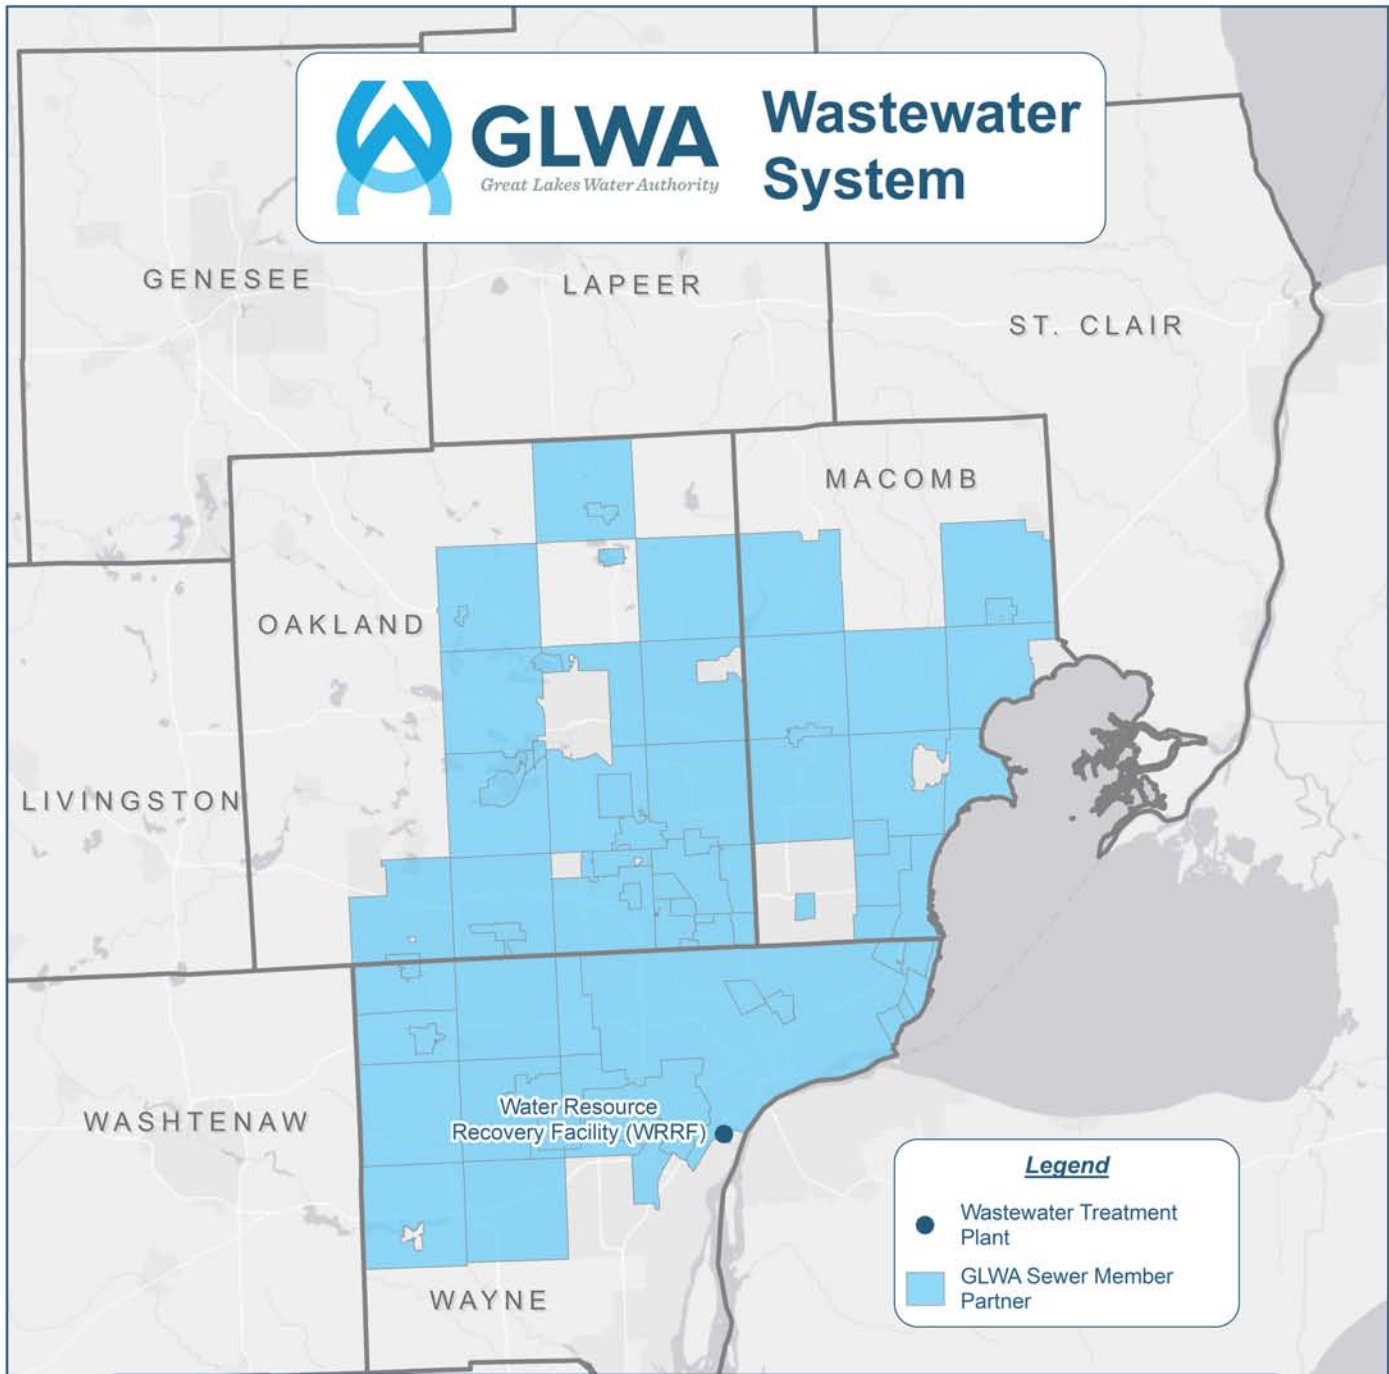 GLWA
Great Lakes Water Authority
Wastewater
System
GENESEE
LAPEER
ST. CLAIR
MACOMB
OAKLAND
LIVINGSTON
WASHTENAW
Water Resource
Recovery Facility (WRRF)
WAYNE
Legend
Wastewater Treatment
Plant
GLWA Sewer Member
Partner